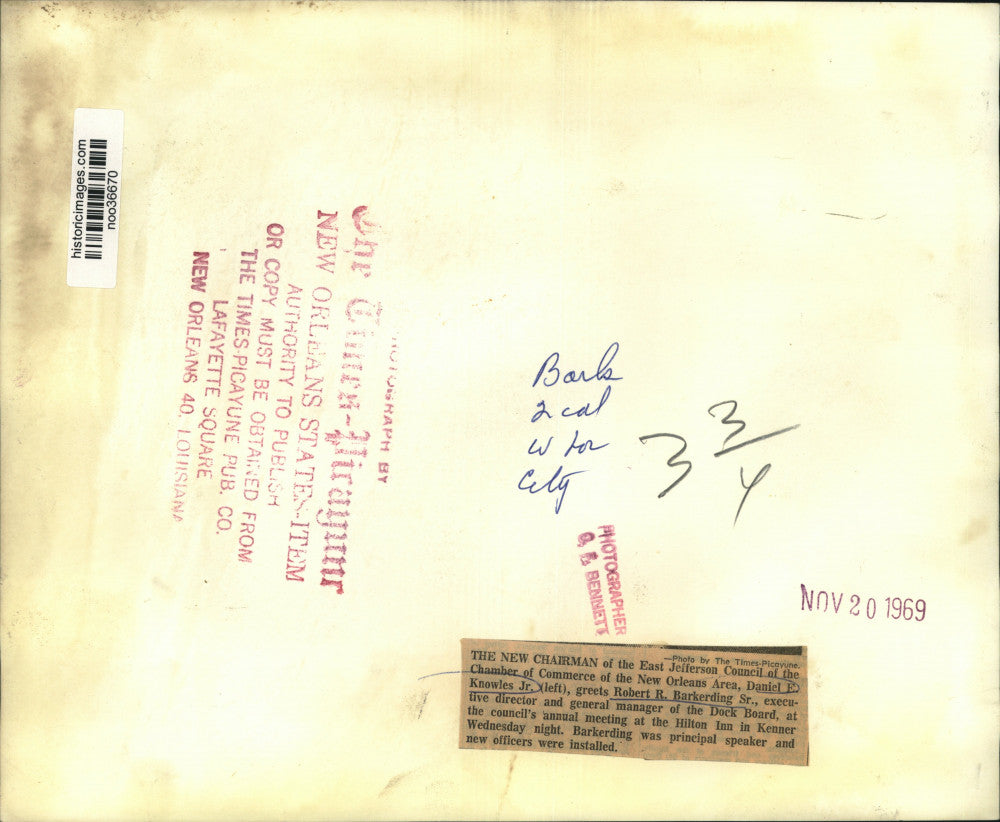 historicimages.com
noo36670
PHOTOGRAPH BY
The Times-Picayune
NEW ORLEANS STATES-ITEM
AUTHORITY TO PUBLISH
OR COPY MUST BE OBTAINED FROM
THE TIMES-PICAYUNE PUB. CO.
LAFAYETTE SQUARE
NEW ORLEANS 40, LOUISIANA
2 col
City
3 3/4
PHOTOGRAPHER
BENNETT
NOV 20 1969
—Photo by The Times-Picayune.
THE NEW CHAIRMAN of the East Jefferson Council of the
Chamber of Commerce of the New Orleans Area, Daniel E.
Knowles Jr. (left), greets Robert R. Barkerding Sr., execu-
tive director and general manager of the Dock Board, at
the council's annual meeting at the Hilton Inn in Kenner
Wednesday night. Barkerding was principal speaker and
new officers were installed.